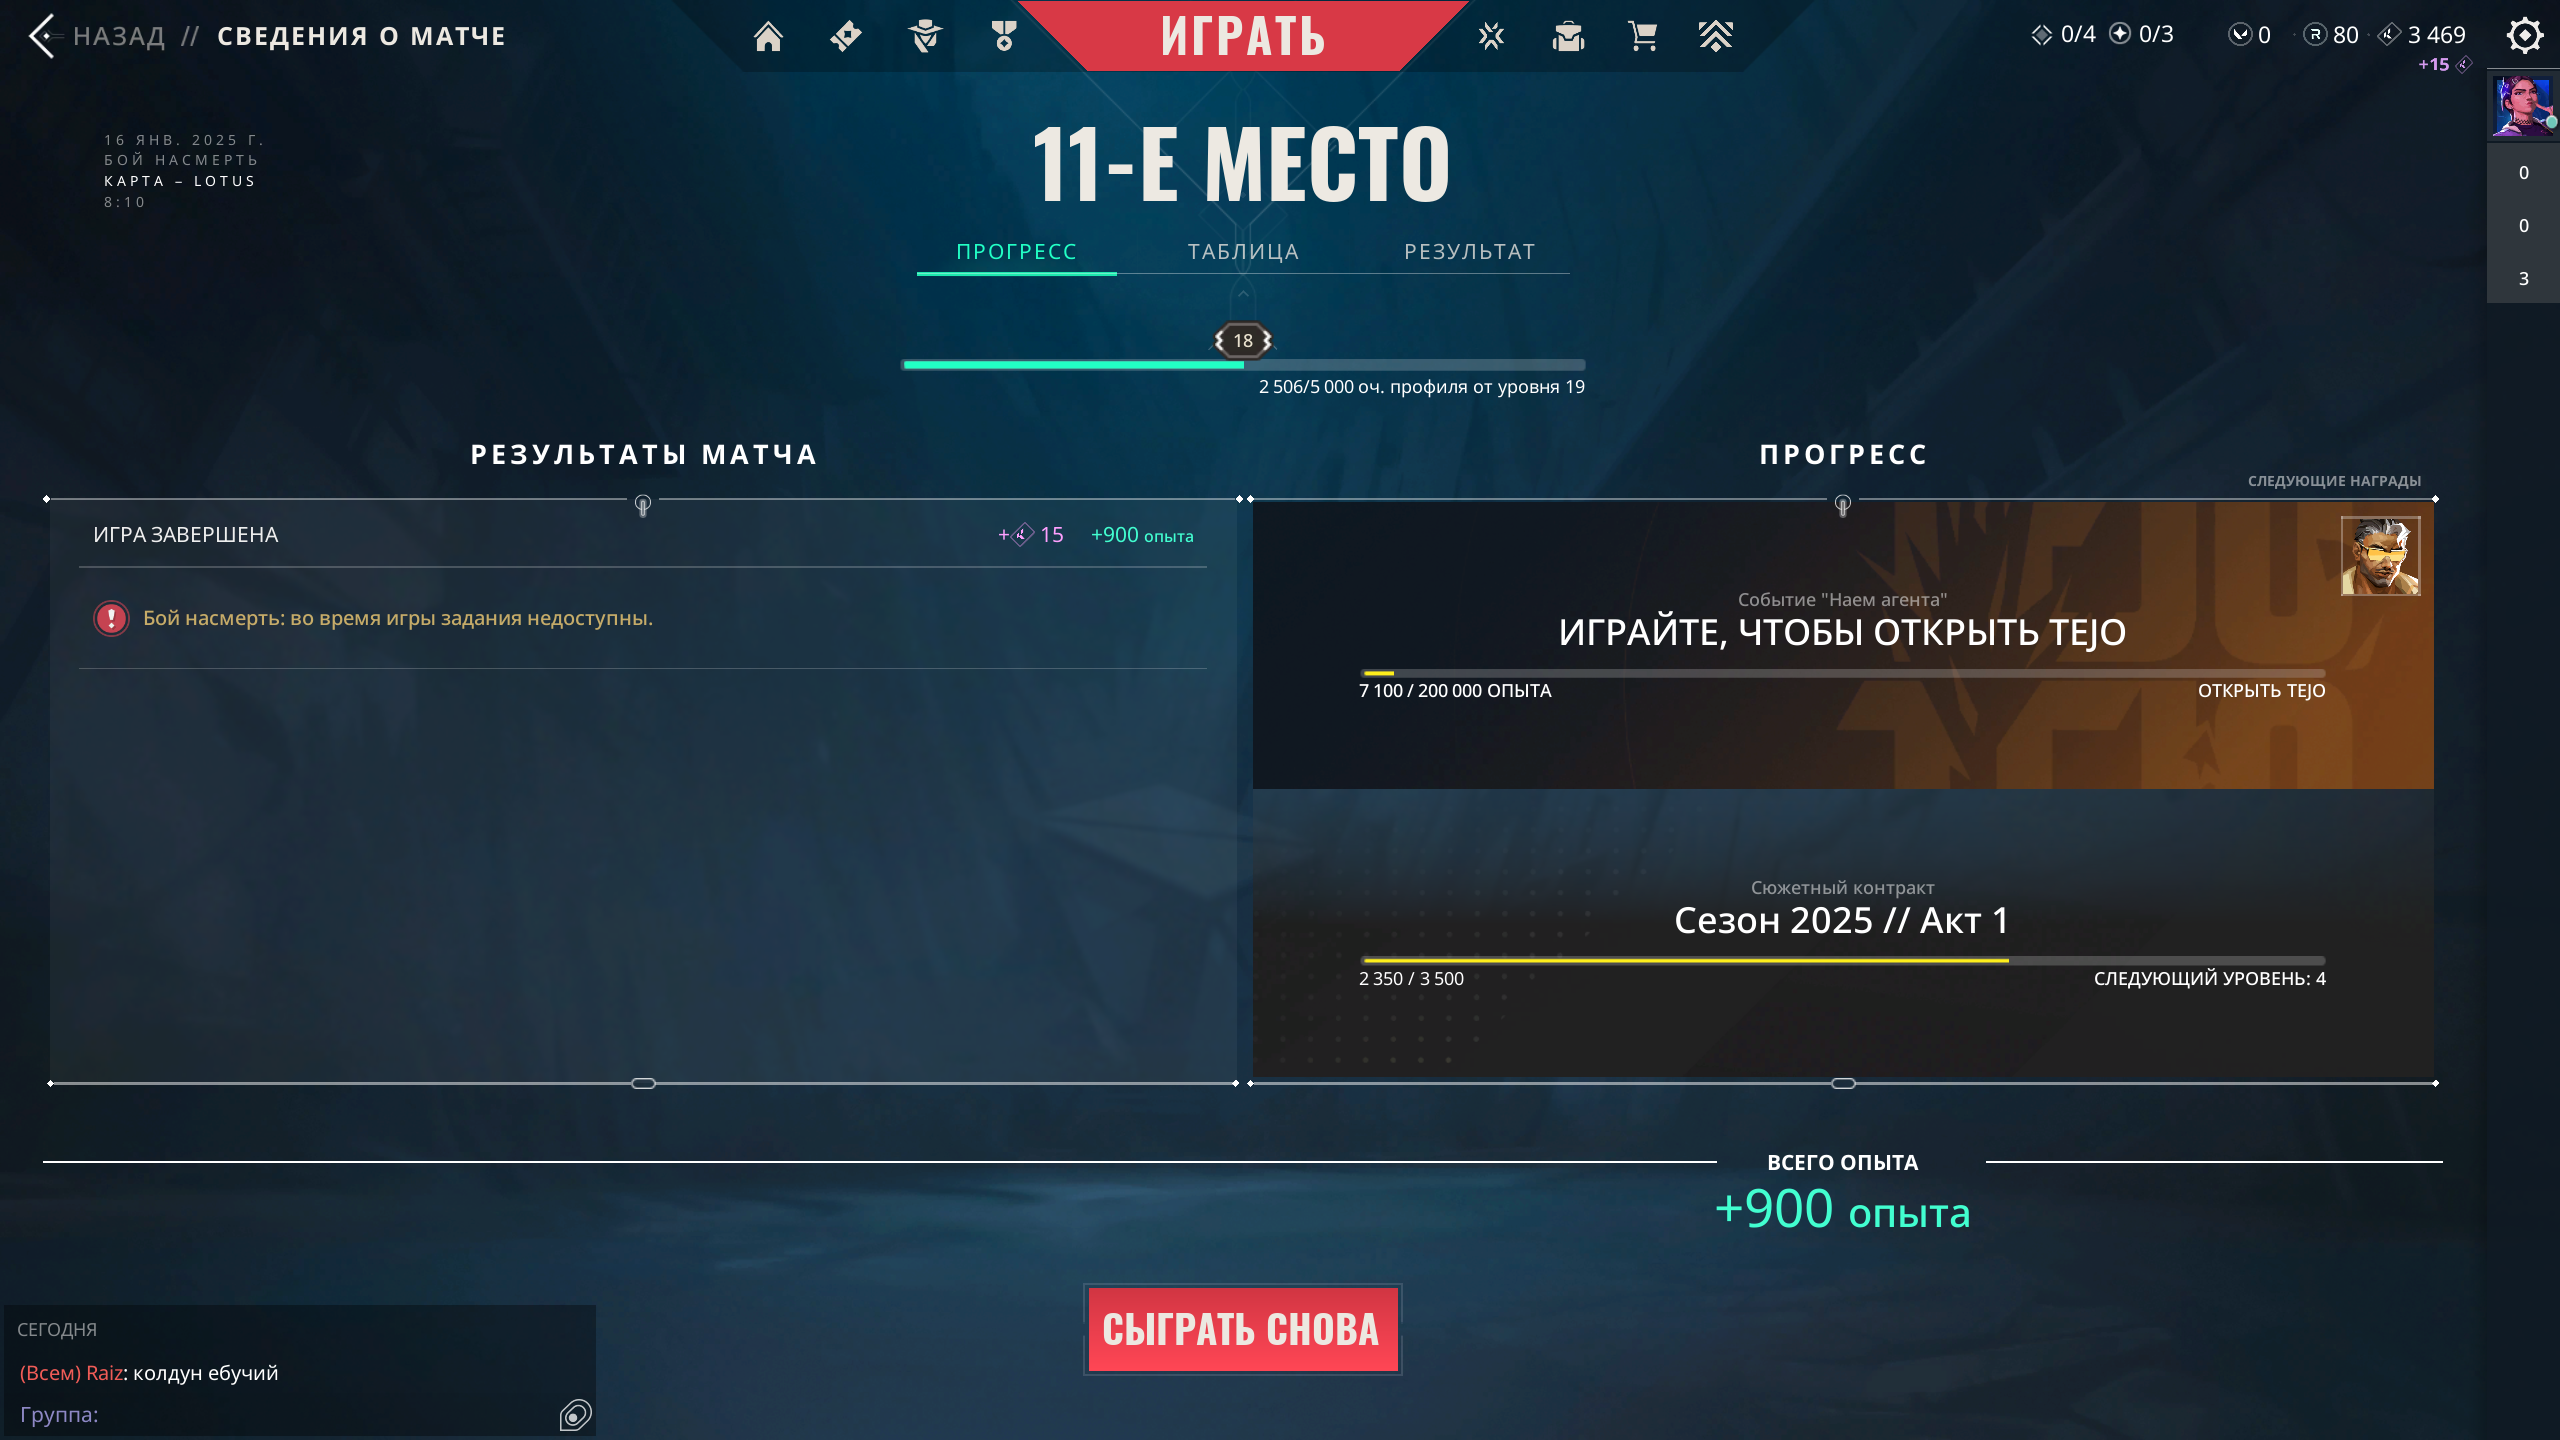 НАЗАД // СВЕДЕНИЯ О МАТЧЕ
ИГРАТЬ
0/4 0/3 0 80 3 469
+15
16 ЯНВ. 2025 Г.
БОЙ НАСМЕРТЬ
КАРТА – LOTUS
8:10
11-Е МЕСТО
0
0
3
ПРОГРЕСС ТАБЛИЦА РЕЗУЛЬТАТ
18
2 506/5 000 оч. профиля от уровня 19
РЕЗУЛЬТАТЫ МАТЧА
ИГРА ЗАВЕРШЕНА + 15 +900 опыта
Бой насмерть: во время игры задания недоступны.
ПРОГРЕСС
СЛЕДУЮЩИЕ НАГРАДЫ
Событие "Наем агента"
ИГРАЙТЕ, ЧТОБЫ ОТКРЫТЬ TEJO
7 100 / 200 000 ОПЫТА ОТКРЫТЬ TEJO
Сюжетный контракт
Сезон 2025 // Акт 1
2 350 / 3 500 СЛЕДУЮЩИЙ УРОВЕНЬ: 4
ВСЕГО ОПЫТА
+900 опыта
СЫГРАТЬ СНОВА
СЕГОДНЯ
(Всем) Raiz: колдун ебучий
Группа: